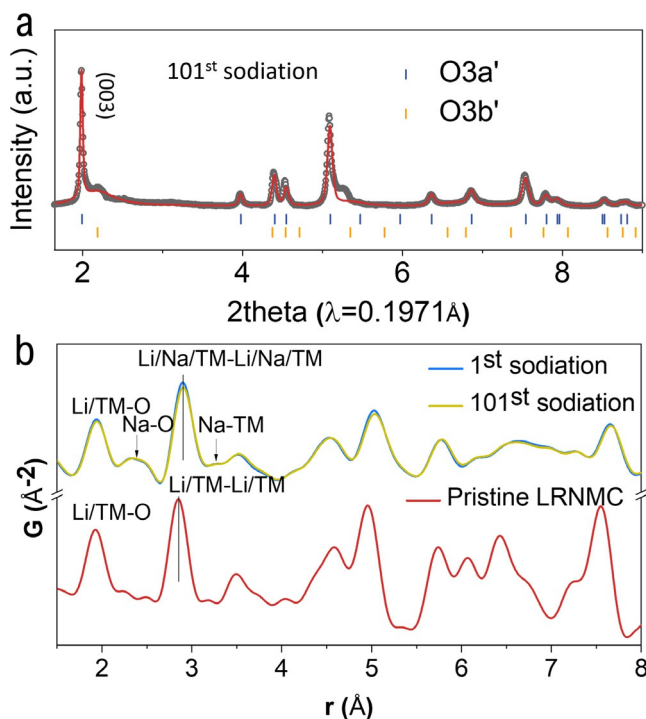 a
Intensity (a.u.)
(003)
101st sodiation
O3a'
O3b'
2 4 6 8
2theta (λ=0.1971Å)
b
Li/Na/TM-Li/Na/TM
1st sodiation
Li/TM-O
Na-O
Na-TM
101st sodiation
Li/TM-Li/TM
Pristine LRNMC
Li/TM-O
G (Å-2)
2 3 4 5 6 7 8
r (Å)